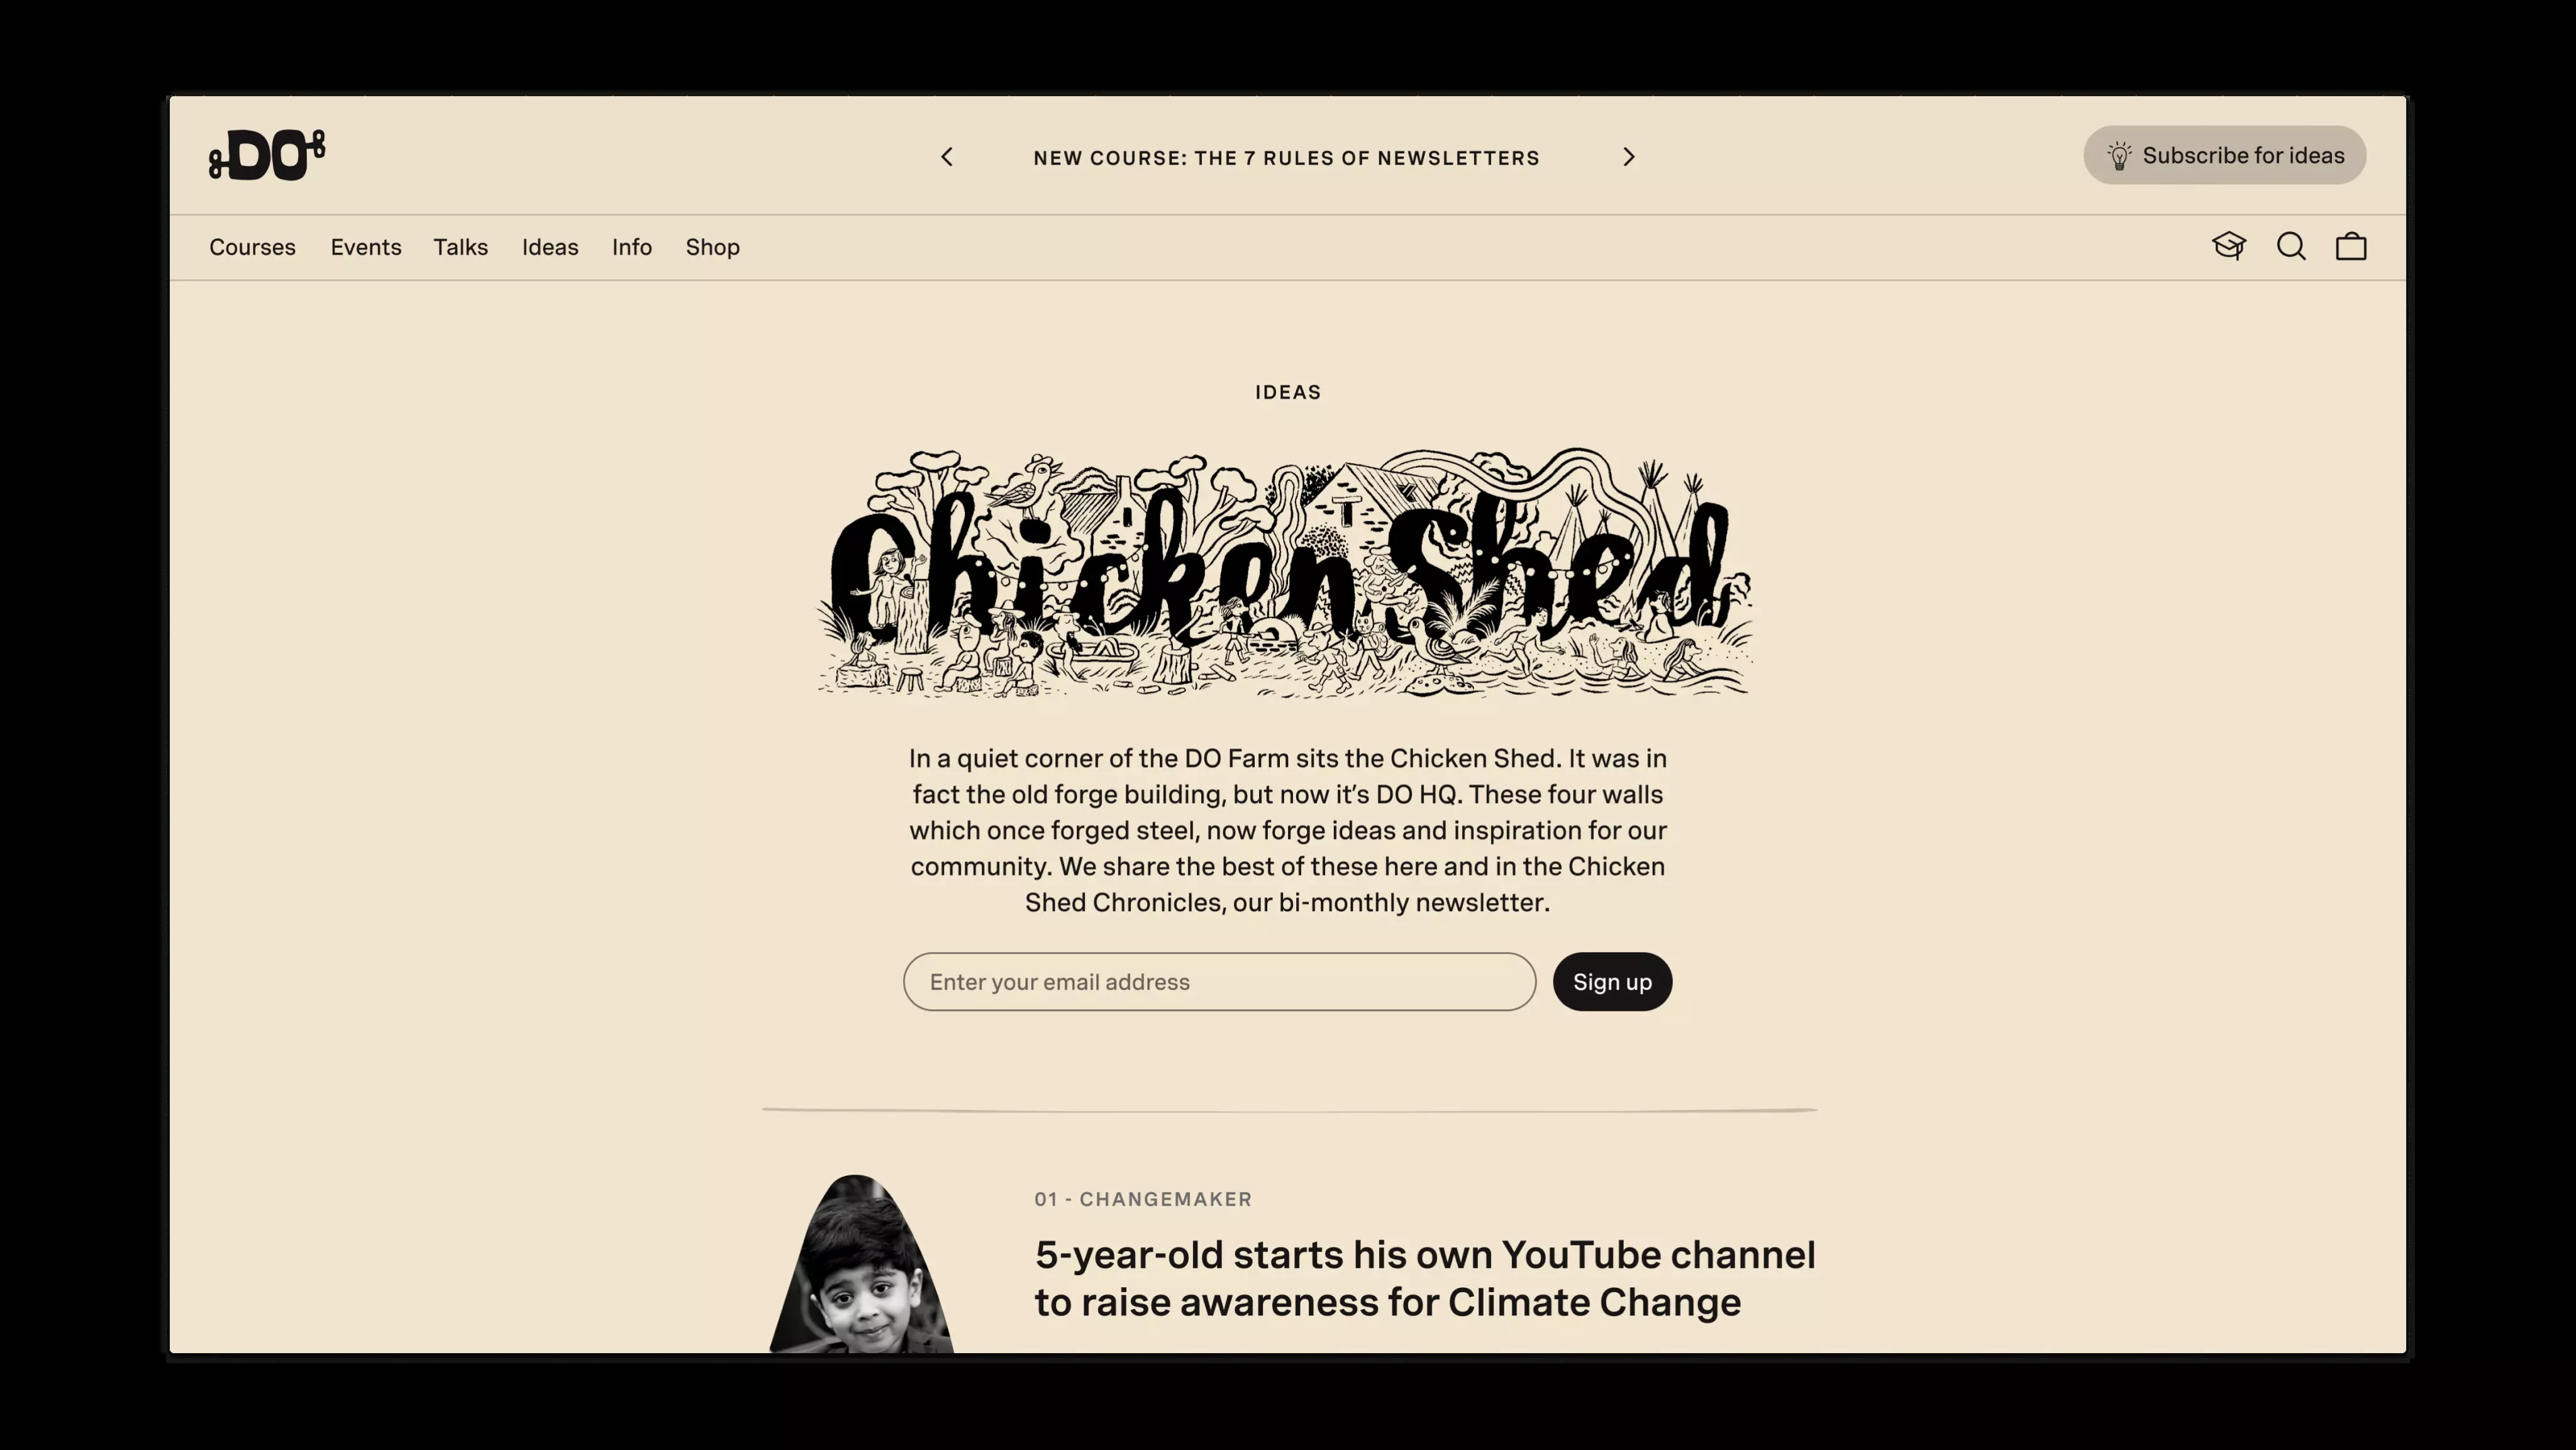 DO
NEW COURSE: THE 7 RULES OF NEWSLETTERS
Subscribe for ideas
Courses
Events
Talks
Ideas
Info
Shop
IDEAS
Chicken Shed
In a quiet corner of the DO Farm sits the Chicken Shed. It was in
fact the old forge building, but now it’s DO HQ. These four walls
which once forged steel, now forge ideas and inspiration for our
community. We share the best of these here and in the Chicken
Shed Chronicles, our bi-monthly newsletter.
Enter your email address
Sign up
01 - CHANGEMAKER
5-year-old starts his own YouTube channel
to raise awareness for Climate Change